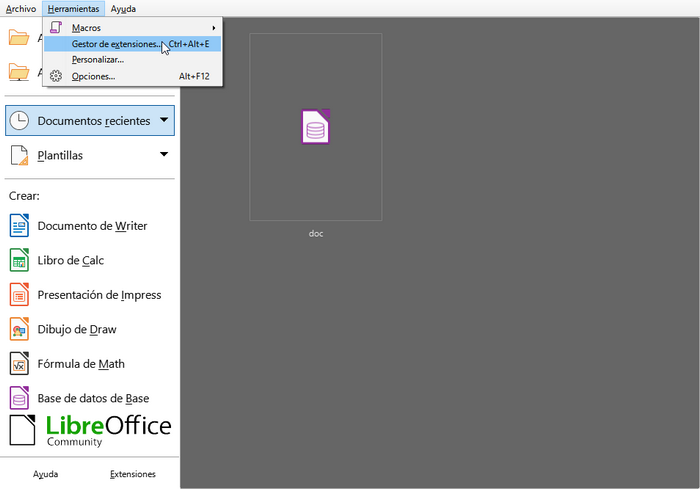 Archivo Herramientas Ayuda
Macros
Gestor de extensiones... Ctrl+Alt+E
Personalizar...
Opciones... Alt+F12
A
A
Documentos recientes
Plantillas
Crear:
Documento de Writer
Libro de Calc
Presentación de Impress
Dibujo de Draw
Fórmula de Math
Base de datos de Base
LibreOffice
Community
Ayuda Extensiones
doc